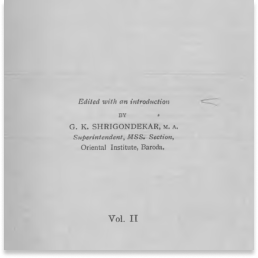 Edited with an introduction
BY
G. K. SHRIGONDEKAR, M. A.
Superintendent, MSS. Section,
Oriental Institute, Baroda.
Vol. II